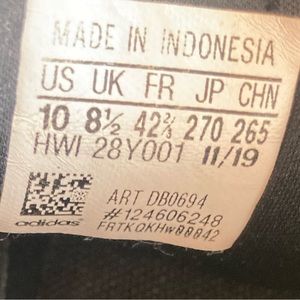 MADE IN INDONESIA
US UK FR JP CHN
10 8½ 42⅔ 270 265
HWI 28Y001 11/19
ART DB0694
#124606248
adidas